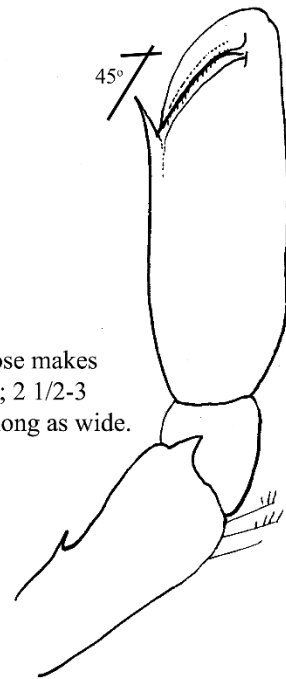 45°
ose makes
; 2 1/2-3
ong as wide.